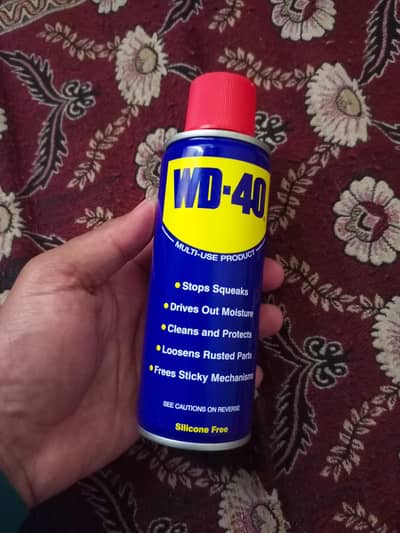 WD-40
MULTI-USE PRODUCT
Stops Squeaks
Drives Out Moisture
Cleans and Protects
Loosens Rusted Parts
Frees Sticky Mechanisms
SEE CAUTIONS ON REVERSE
Silicone Free